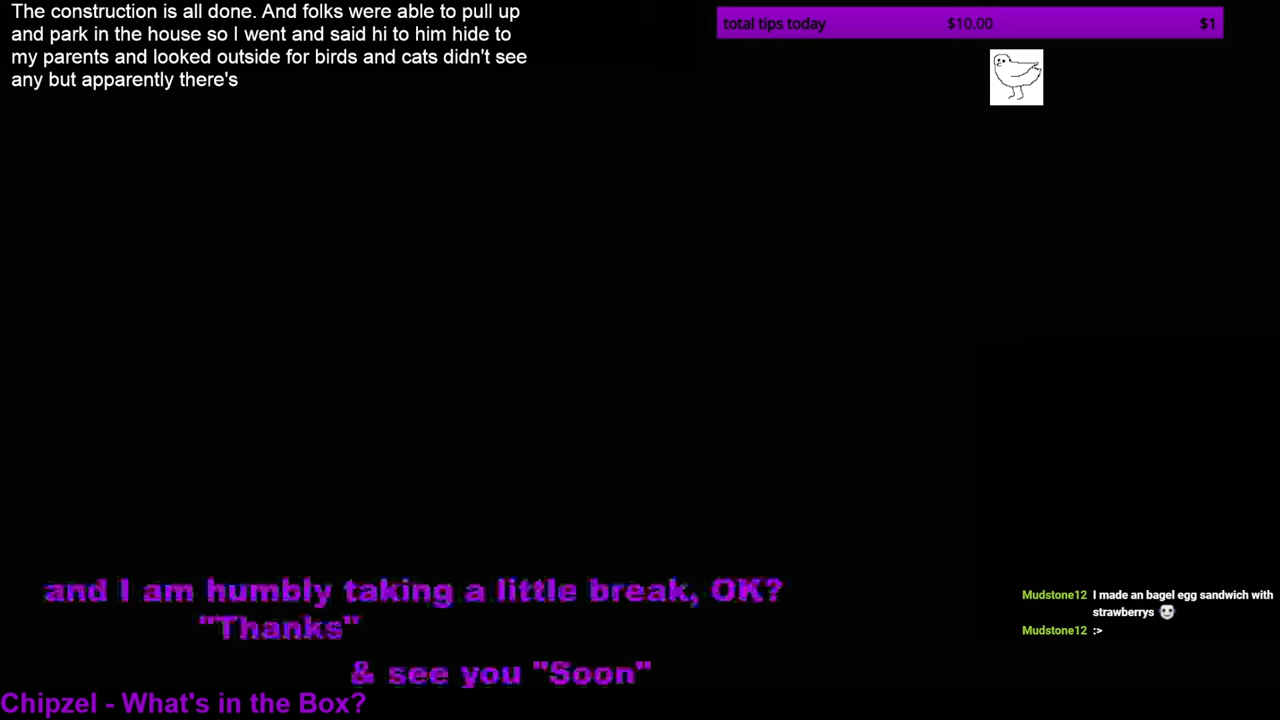 The construction is all done. And folks were able to pull up
and park in the house so I went and said hi to him hide to
my parents and looked outside for birds and cats didn't see
any but apparently there's
total tips today $10.00 $1
and I am humbly taking a little break, OK?
"Thanks"
& see you "Soon"
Mudstone12 I made an bagel egg sandwich with
strawberrys
Mudstone12 :>
Chipzel - What's in the Box?